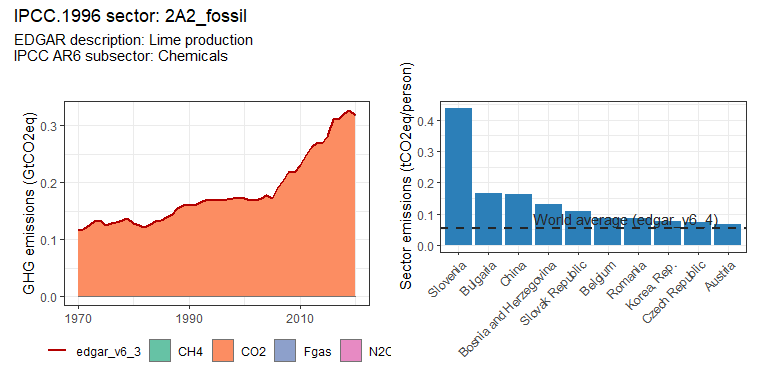 IPCC.1996 sector: 2A2_fossil
EDGAR description: Lime production
IPCC AR6 subsector: Chemicals
GHG emissions (GtCO2eq)
0.3
0.2
0.1
0.0
1970
1990
2010
edgar_v6_3
CH4
CO2
Fgas
N2O
Sector emissions (tCO2eq/person)
0.4
0.3
0.2
0.1
0.0
World average (edgar_v6_4)
Slovenia
Bulgaria
China
Bosnia and Herzegovina
Slovak Republic
Belgium
Romania
Korea, Rep.
Czech Republic
Austria